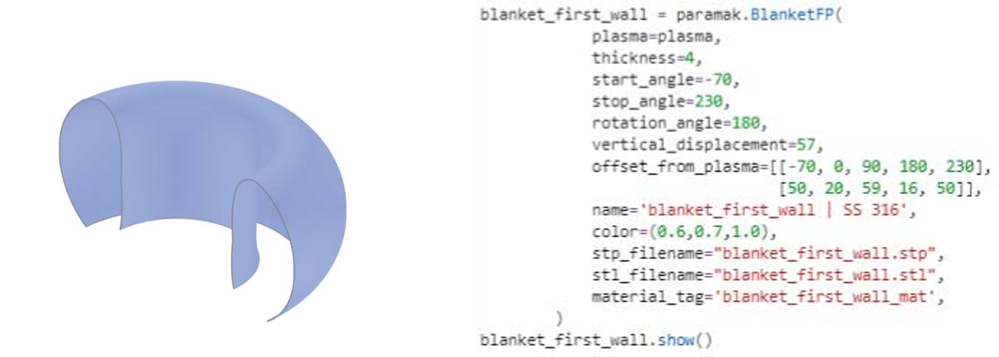 blanket_first_wall = paramak.BlanketFP(
plasma=plasma,
thickness=4,
start_angle=-70,
stop_angle=230,
rotation_angle=180,
vertical_displacement=57,
offset_from_plasma=[[-70, 0, 90, 180, 230],
[50, 20, 59, 16, 50]],
name='blanket_first_wall | SS 316',
color=(0.6,0.7,1.0),
stp_filename="blanket_first_wall.stp",
stl_filename="blanket_first_wall.stl",
material_tag='blanket_first_wall_mat',
)
blanket_first_wall.show()